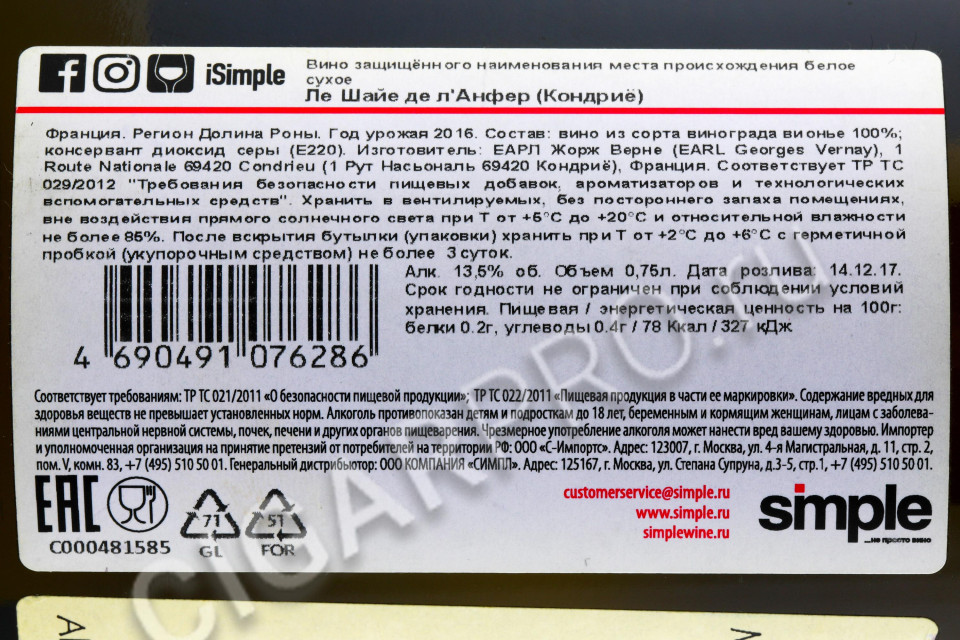 iSimple
Вино защищённого наименования места происхождения белое
сухое
Ле Шайе де л'Анфер (Кондриё)
Франция. Регион Долина Роны. Год урожая 2016. Состав: вино из сорта винограда вионье 100%;
консервант диоксид серы (E220). Изготовитель: ЕАРЛ Жорж Верне (EARL Georges Vernay), 1
Route Nationale 69420 Condrieu (1 Рут Насьональ 69420 Кондриё), Франция. Соответствует ТР ТС
029/2012 "Требования безопасности пищевых добавок, ароматизаторов и технологических
вспомогательных средств". Хранить в вентилируемых, без постороннего запаха помещениях,
вне воздействия прямого солнечного света при Т от +5°С до +20°С и относительной влажности
не более 85%. После вскрытия бутылки (упаковки) хранить при Т от +2°С до +6°С с герметичной
пробкой (укупорочным средством) не более 3 суток.
Алк. 13,5% об. Объем 0,75л. Дата розлива: 14.12.17.
Срок годности не ограничен при соблюдении условий
хранения. Пищевая / энергетическая ценность на 100г:
белки 0.2г, углеводы 0.4г / 78 Ккал / 327 кДж
4 690491 076286
Соответствует требованиям: ТР ТС 021/2011 «О безопасности пищевой продукции»; ТР ТС 022/2011 «Пищевая продукция в части ее маркировки». Содержание вредных для
здоровья веществ не превышает установленных норм. Алкоголь противопоказан детям и подросткам до 18 лет, беременным и кормящим женщинам, лицам с заболева-
ниями центральной нервной системы, почек, печени и других органов пищеварения. Чрезмерное употребление алкоголя может нанести вред вашему здоровью. Импортер
и уполномоченная организация на принятие претензий от потребителей на территории РФ: ООО «С-Импортс». Адрес: 123007, г. Москва, ул. 4-я Магистральная, д. 11, стр. 2,
пом. V, комн. 83, +7 (495) 510 50 01. Генеральный дистрибьютор: ООО КОМПАНИЯ «СИМПЛ». Адрес: 125167, г. Москва, ул. Степана Супруна, д.3-5, стр.1, +7 (495) 510 50 01.
EAC
71
51
GL
FOR
C000481585
customerservice@simple.ru
www.simple.ru
simplewine.ru
simple
...не просто вино
CIGARPRO.ru